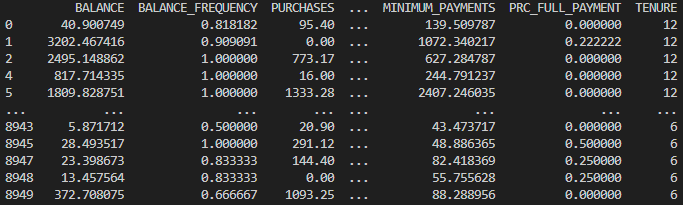 BALANCE BALANCE_FREQUENCY PURCHASES ... MINIMUM_PAYMENTS PRC_FULL_PAYMENT TENURE
0 40.900749 0.818182 95.40 ... 139.509787 0.000000 12
1 3202.467416 0.909091 0.00 ... 1072.340217 0.222222 12
2 2495.148862 1.000000 773.17 ... 627.284787 0.000000 12
4 817.714335 1.000000 16.00 ... 244.791237 0.000000 12
5 1809.828751 1.000000 1333.28 ... 2407.246035 0.000000 12
... ... ... ... ... ... ... ...
8943 5.871712 0.500000 20.90 ... 43.473717 0.000000 6
8945 28.493517 1.000000 291.12 ... 48.886365 0.500000 6
8947 23.398673 0.833333 144.40 ... 82.418369 0.250000 6
8948 13.457564 0.833333 0.00 ... 55.755628 0.250000 6
8949 372.708075 0.666667 1093.25 ... 88.288956 0.000000 6